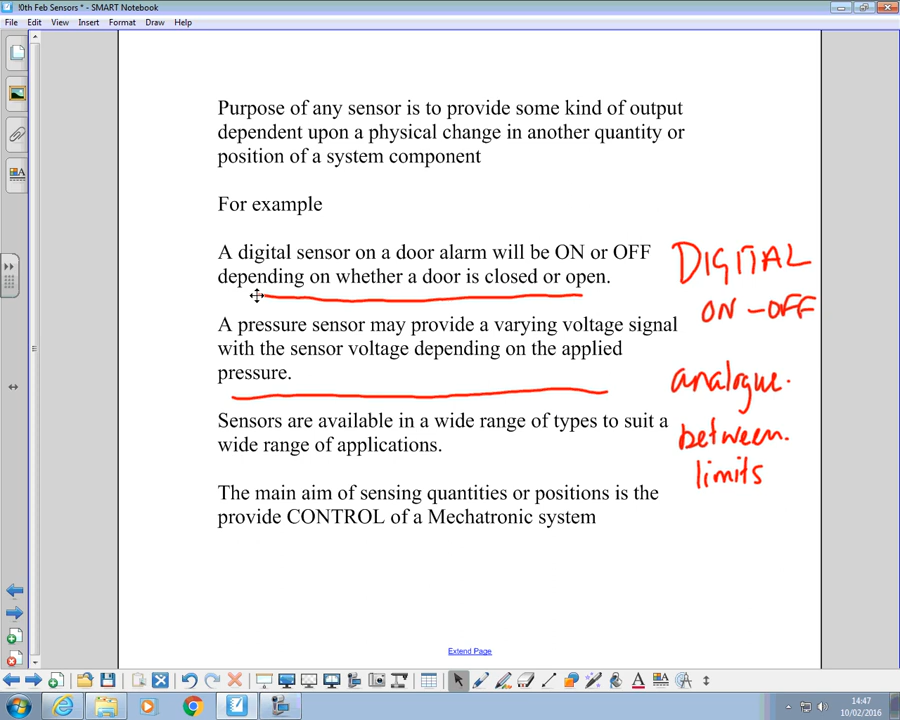 !0th Feb Sensors * - SMART Notebook
File Edit View Insert Format Draw Help
Purpose of any sensor is to provide some kind of output
dependent upon a physical change in another quantity or
position of a system component
For example
A digital sensor on a door alarm will be ON or OFF
depending on whether a door is closed or open.
A pressure sensor may provide a varying voltage signal
with the sensor voltage depending on the applied
pressure.
Sensors are available in a wide range of types to suit a
wide range of applications.
The main aim of sensing quantities or positions is the
provide CONTROL of a Mechatronic system
DIGITAL
ON - OFF
analogue.
between.
limits
Extend Page
14:47
10/02/2016